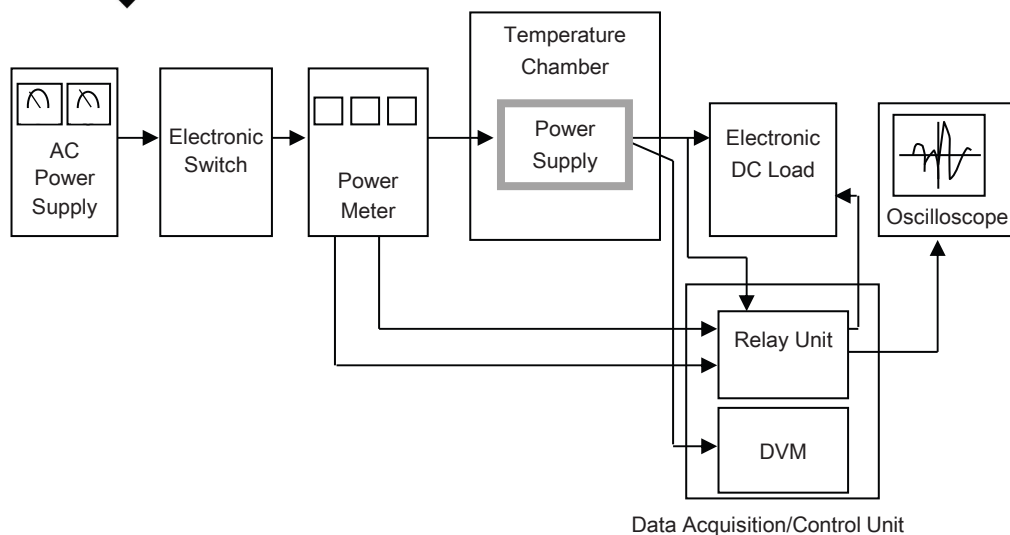 Temperature
Chamber
AC
Power
Supply
Electronic
Switch
Power
Meter
Power
Supply
Electronic
DC Load
Oscilloscope
Relay Unit
DVM
Data Acquisition/Control Unit